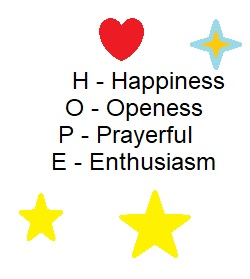 H - Happiness
O - Openess
P - Prayerful
E - Enthusiasm